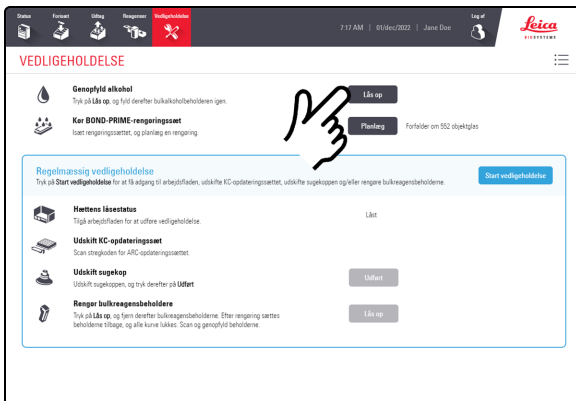 Status
Forsæt
Udtag
Reagenser
Vedligeholdelse
7:17 AM | 01/dec/2022 | Jane Doe
Log af
Leica
BIOSYSTEMS
VEDLIGEHOLDELSE
Genopfyld alkohol
Tryk på Lås op, og fyld derefter bulkalkoholbeholderen igen.
Lås op
Kør BOND-PRIME-rengøringssæt
Isæt rengøringssættet, og planlæg en rengøring.
Planlæg
Forfalder om 552 objektglas
Regelmæssig vedligeholdelse
Tryk på Start vedligeholdelse for at få adgang til arbejdsfladen, udskifte KC-opdateringssættet, udskifte sugekoppen og/eller rengøre bulkreagensbeholderne.
Start vedligeholdelse
Hættens låsestatus
Tilgå arbejdsfladen for at udføre vedligeholdelse.
Låst
Udskift KC-opdateringssæt
Scan stregkoden for ARC-opdateringssættet.
Udskift sugekop
Udskift sugekoppen, og tryk derefter på Udført
Udført
Rengør bulkreagensbeholdere
Tryk på Lås op, og fjern derefter bulkreagensbeholderne. Efter rengøring sættes
beholderne tilbage, og alle kurve lukkes. Scan og genopfyld beholderne.
Lås op